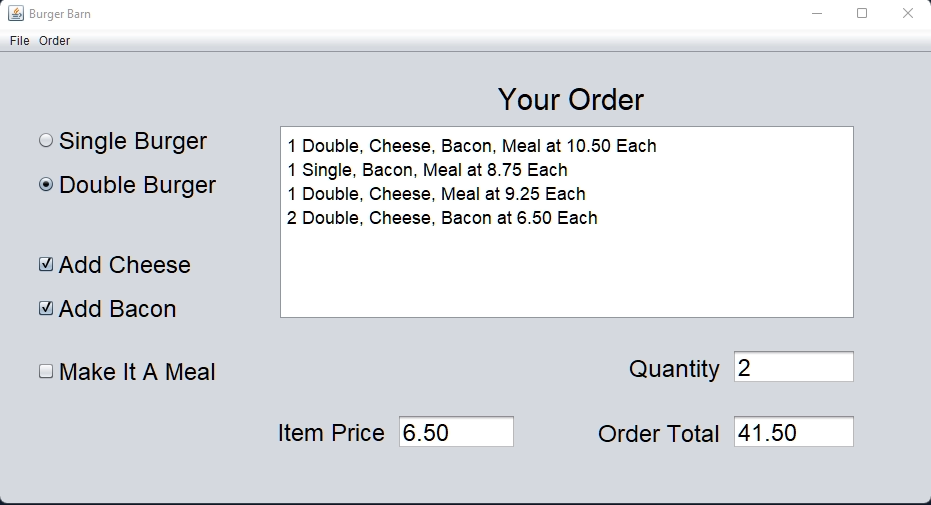 Burger Barn
File Order
Your Order
Single Burger
Double Burger
Add Cheese
Add Bacon
Make It A Meal
1 Double, Cheese, Bacon, Meal at 10.50 Each
1 Single, Bacon, Meal at 8.75 Each
1 Double, Cheese, Meal at 9.25 Each
2 Double, Cheese, Bacon at 6.50 Each
Quantity 2
Item Price 6.50
Order Total 41.50